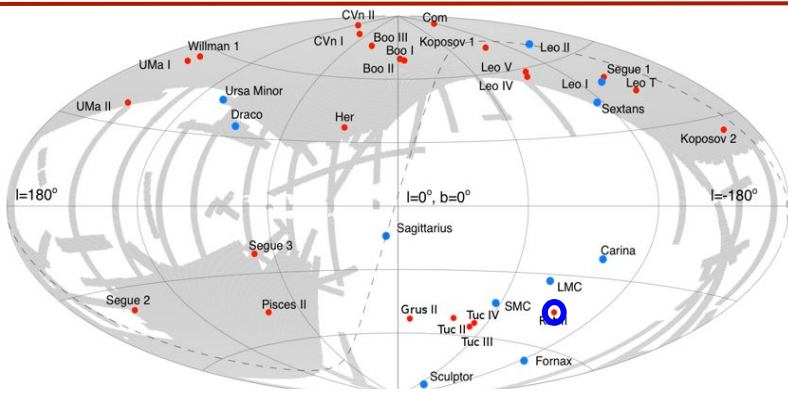 CVn II
Com
CVn I
Boo III
Koposov 1
Leo II
Willman 1
Boo I
UMa I
Boo II
Leo V
Segue 1
Leo IV
Leo I
Leo T
Ursa Minor
UMa II
Draco
Her
Sextans
Koposov 2
l=180°
l=0°, b=0°
l=-180°
Sagittarius
Segue 3
Carina
LMC
Segue 2
Pisces II
Grus II
Tuc IV
SMC
Tuc II
Tuc III
Fornax
Sculptor